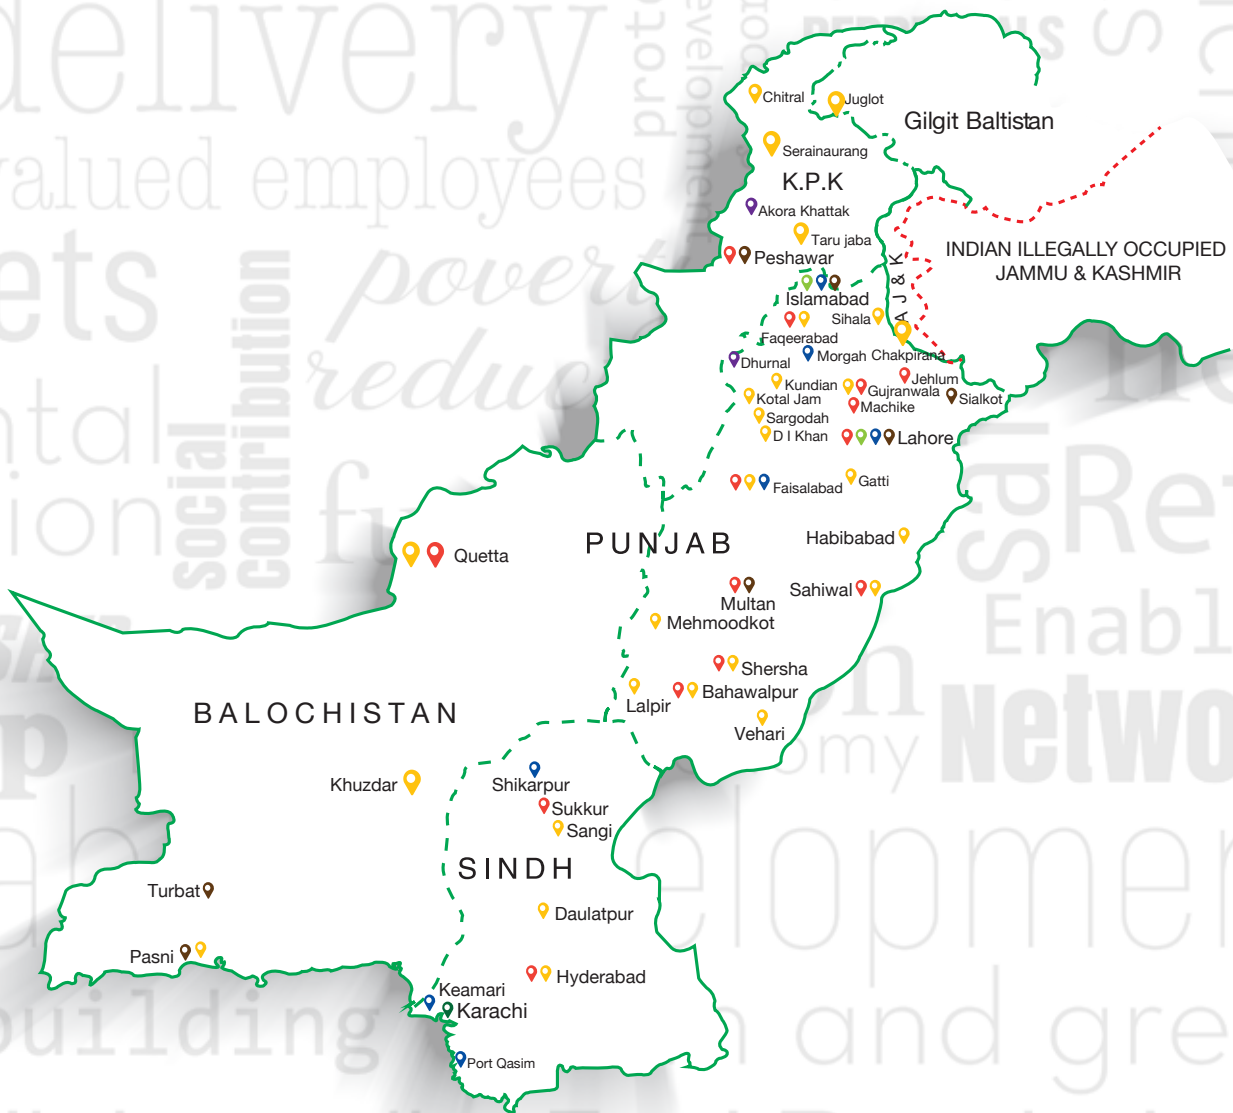 delivery
valued employees
development
Chitral
Juglot
Gilgit Baltistan
Serainaurang
K.P.K
Akora Khattak
Taru jaba
Peshawar
INDIAN ILLEGALLY OCCUPIED
JAMMU & KASHMIR
A J & K
Islamabad
Sihala
Faqeerabad
Dhurnal
Morgah
Chakpirana
Jehlum
Kundian
Gujranwala
Kotal Jam
Machike
Sialkot
Sargodah
D I Khan
Lahore
reduc
social
contribution
Faisalabad
Gatti
PUNJAB
Habibabad
Quetta
Multan
Sahiwal
Mehmoodkot
Enabl
Shersha
Lalpir
Bahawalpur
Vehari
Netwo
BALOCHISTAN
Khuzdar
Shikarpur
Sukkur
Sangi
SINDH
Turbat
Daulatpur
Pasni
Hyderabad
Keamari
Karachi
Port Qasim
building
and gre